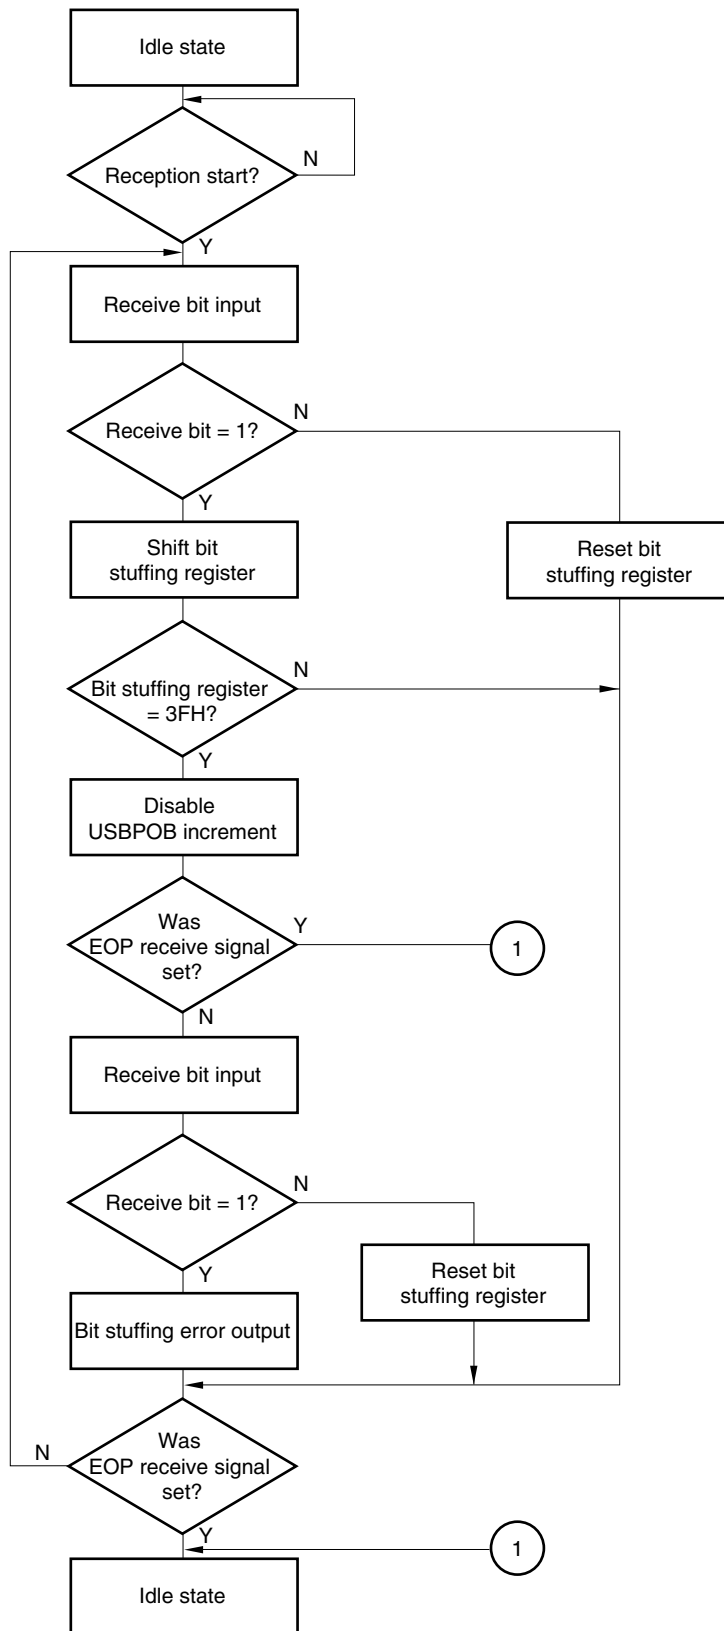 Idle state
Reception start?
N
Y
Receive bit input
Receive bit = 1?
N
Y
Shift bit
stuffing register
Reset bit
stuffing register
Bit stuffing register
= 3FH?
N
Y
Disable
USBPOB increment
Was
EOP receive signal
set?
Y
1
N
Receive bit input
Receive bit = 1?
N
Y
Reset bit
stuffing register
Bit stuffing error output
Was
EOP receive signal
set?
N
Y
1
Idle state